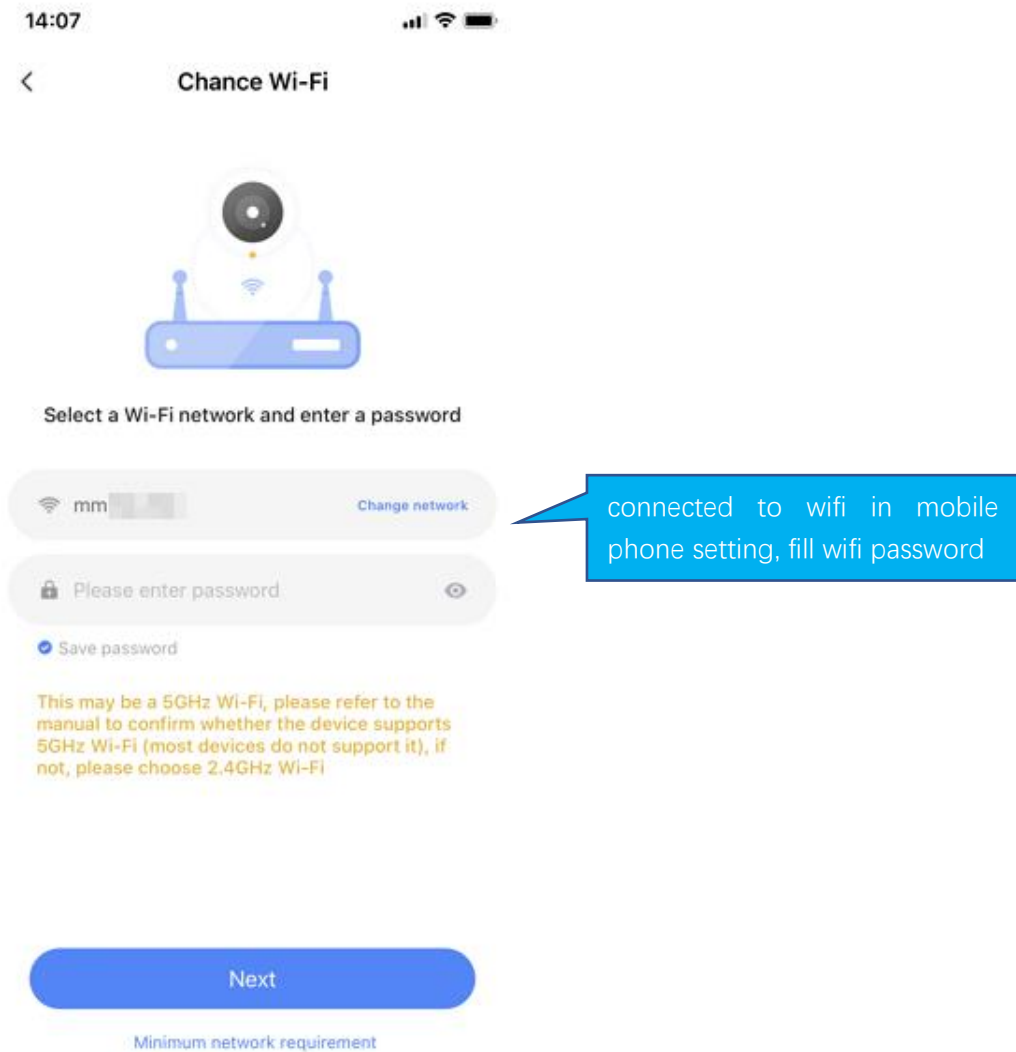 14:07
Chance Wi-Fi
Select a Wi-Fi network and enter a password
mm
Change network
connected to wifi in mobile
phone setting, fill wifi password
Please enter password
Save password
This may be a 5GHz Wi-Fi, please refer to the
manual to confirm whether the device supports
5GHz Wi-Fi (most devices do not support it), if
not, please choose 2.4GHz Wi-Fi
Next
Minimum network requirement